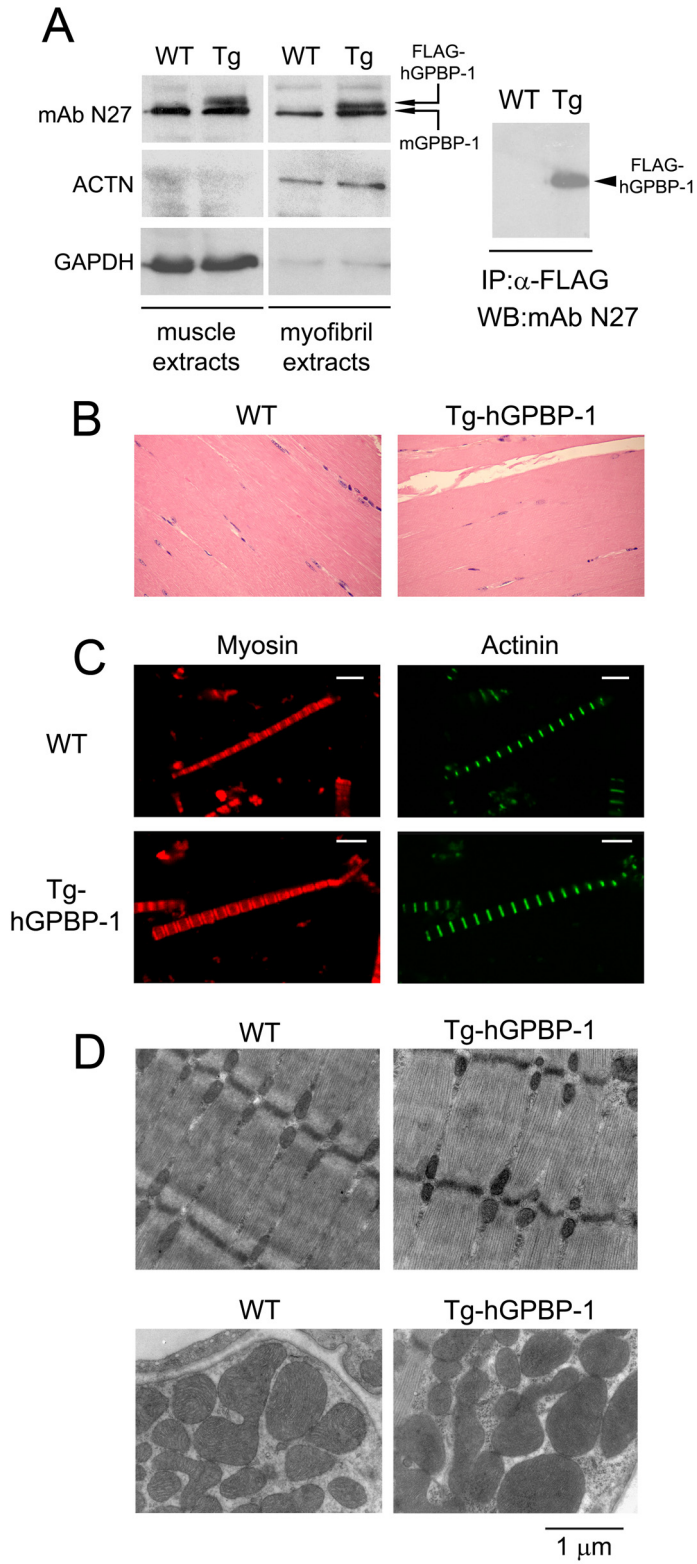 A
WT Tg WT Tg
FLAG-
hGPBP-1
mAb N27
mGPBP-1
ACTN
GAPDH
muscle
extracts
myofibril
extracts
WT Tg
FLAG-
hGPBP-1
IP:α-FLAG
WB:mAb N27
B
WT Tg-hGPBP-1
C
Myosin Actinin
WT
Tg-
hGPBP-1
D
WT Tg-hGPBP-1
WT Tg-hGPBP-1
1 μm